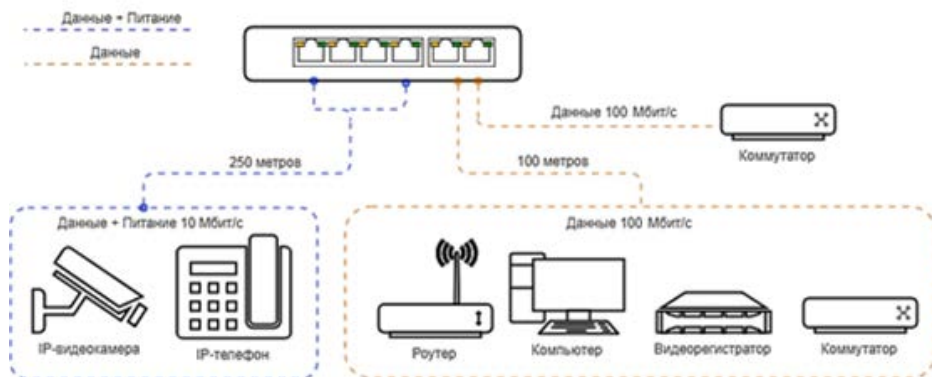 Данные + Питание
Данные
Данные 100 Мбит/с
Коммутатор
250 метров
100 метров
Данные + Питание 10 Мбит/с
Данные 100 Мбит/с
IP-видеокамера
IP-телефон
Роутер
Компьютер
Видеорегистратор
Коммутатор